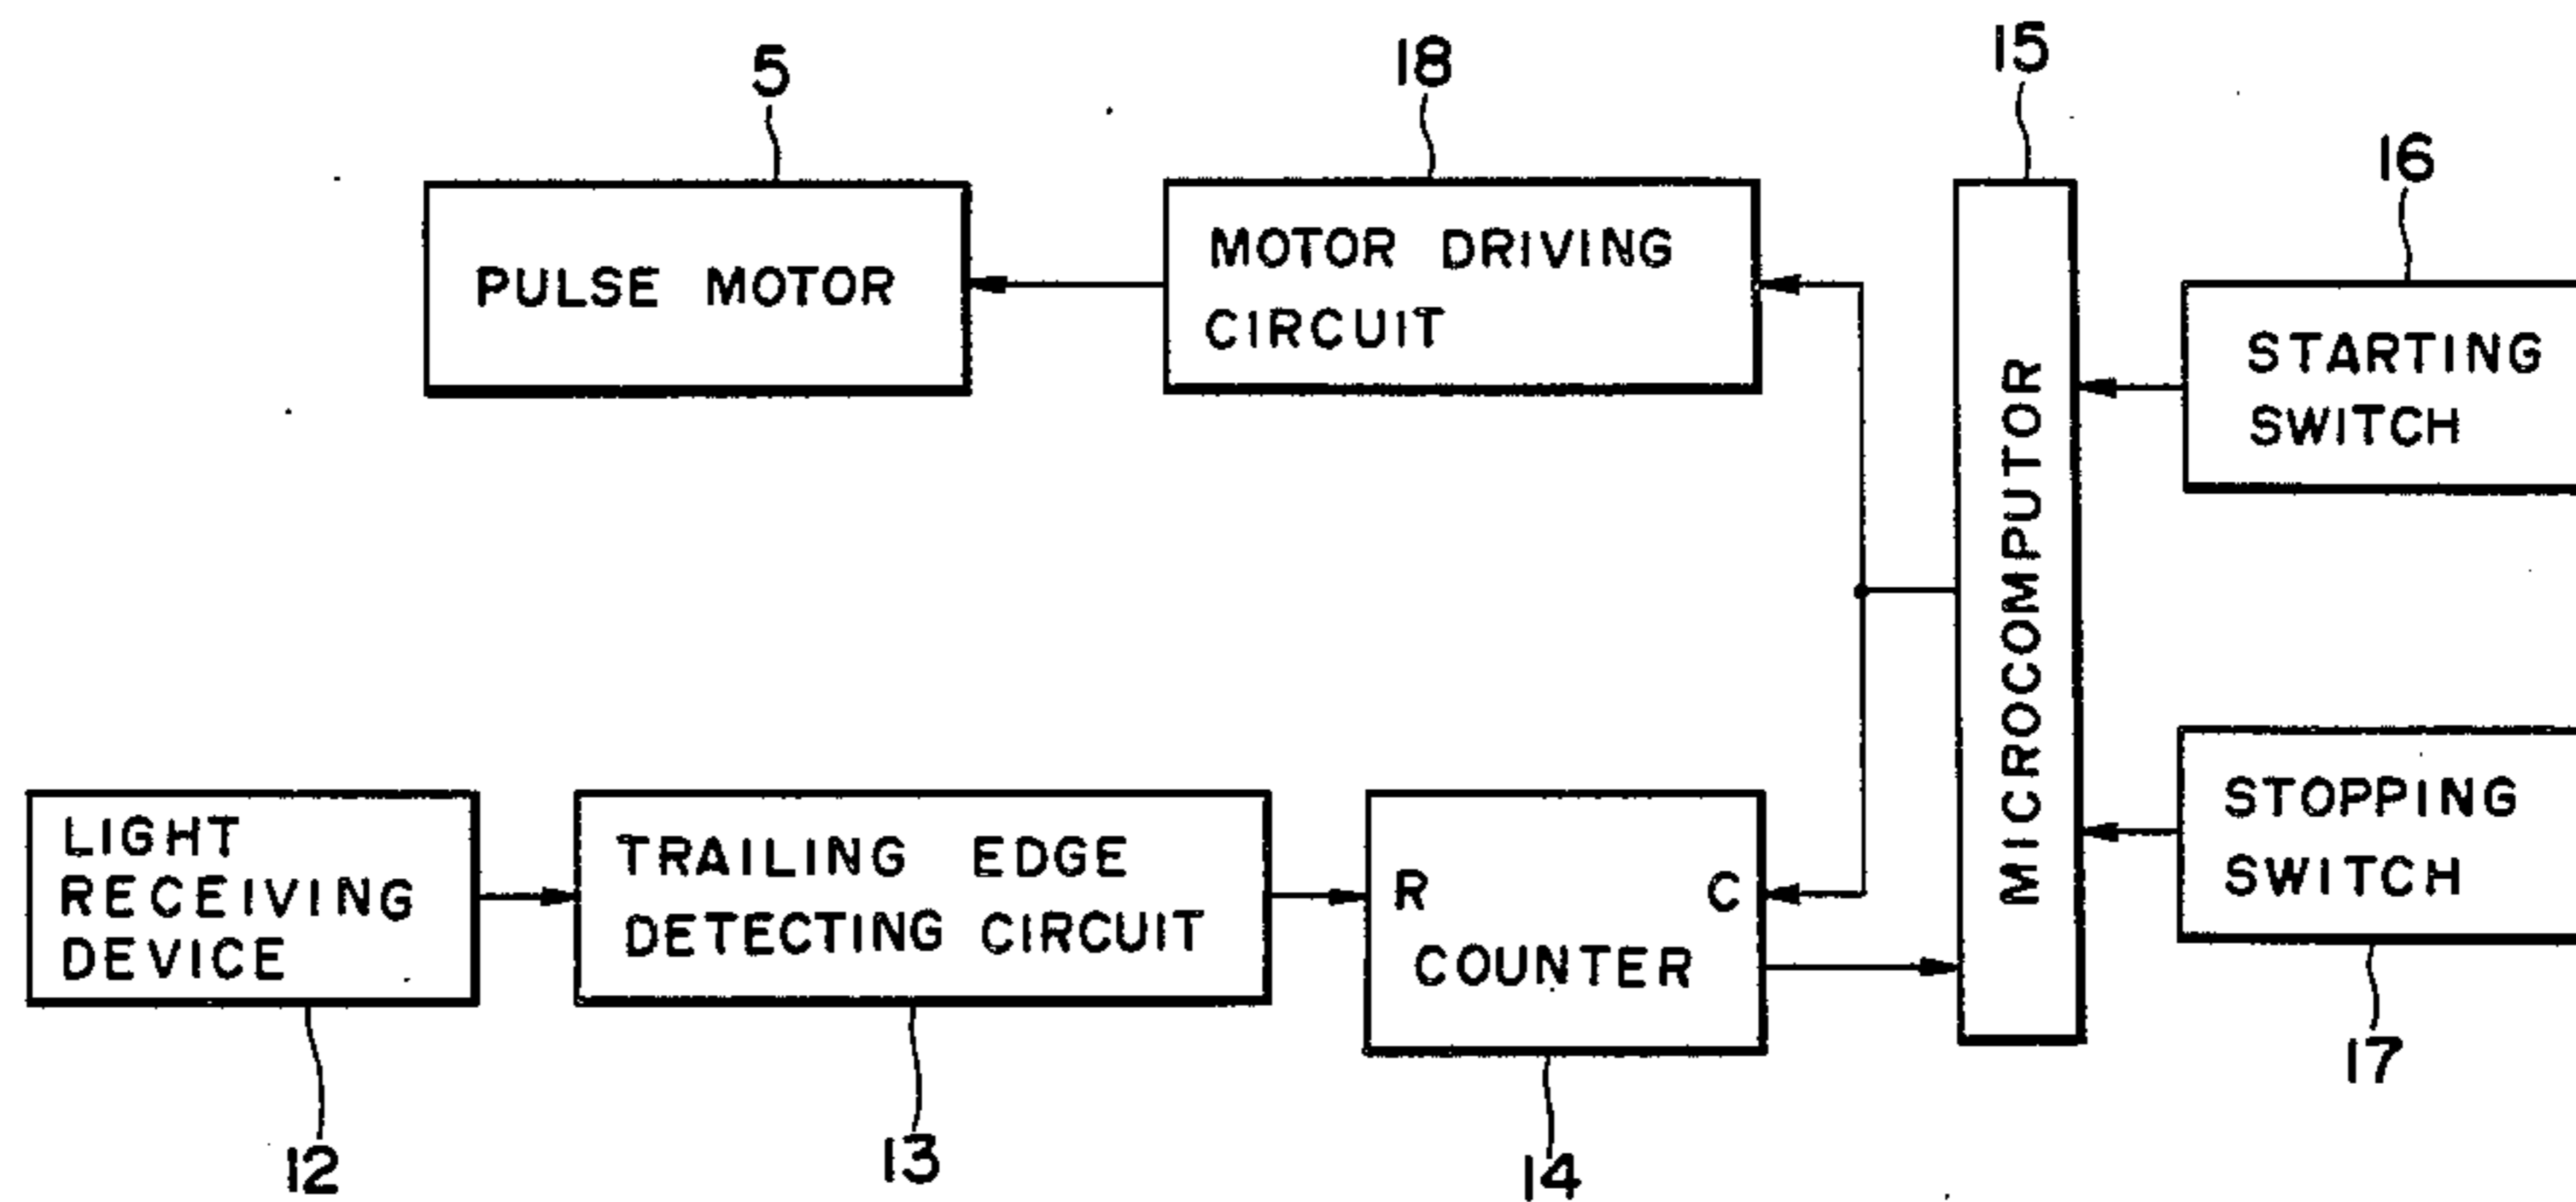 5
18
15
16
PULSE MOTOR
MOTOR DRIVING
CIRCUIT
MICROCOMPUTOR
STARTING
SWITCH
LIGHT
RECEIVING
DEVICE
TRAILING EDGE
DETECTING CIRCUIT
R C
COUNTER
STOPPING
SWITCH
12
13
14
17